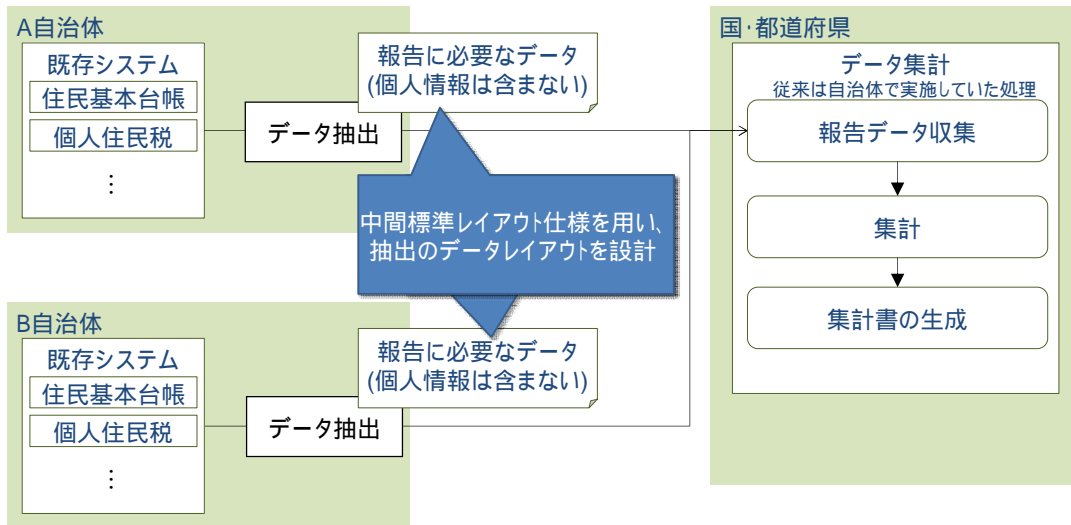 A自治体
既存システム
住民基本台帳
個人住民税
⋮
データ抽出
報告に必要なデータ
(個人情報は含まない)
中間標準レイアウト仕様を用い、
抽出のデータレイアウトを設計
B自治体
既存システム
住民基本台帳
個人住民税
⋮
データ抽出
報告に必要なデータ
(個人情報は含まない)
国・都道府県
データ集計
従来は自治体で実施していた処理
報告データ収集
集計
集計書の生成